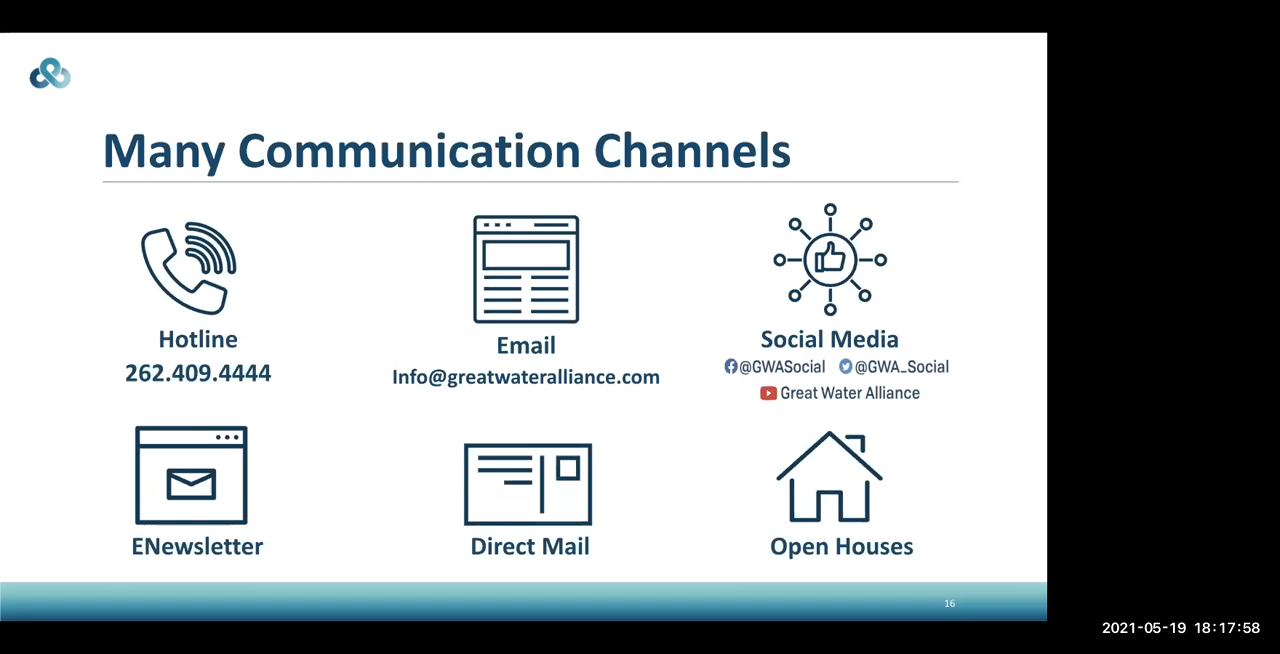 Many Communication Channels
Hotline
262.409.4444
Email
Info@greatwateralliance.com
Social Media
@GWASocial @GWA_Social
Great Water Alliance
ENewsletter
Direct Mail
Open Houses
16
2021-05-19 18:17:58